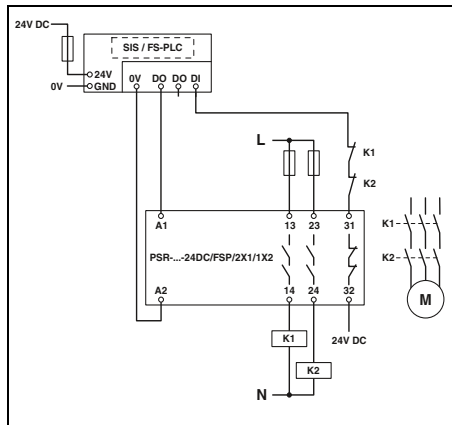 24V DC
SIS / FS-PLC
24V
0V
GND
0V DO DO DI
K1
L
K2
A1 13 23 31
K1
PSR-...-24DC/FSP/2X1/1X2
K2
A2 14 24 32
M
K1
24V DC
K2
N